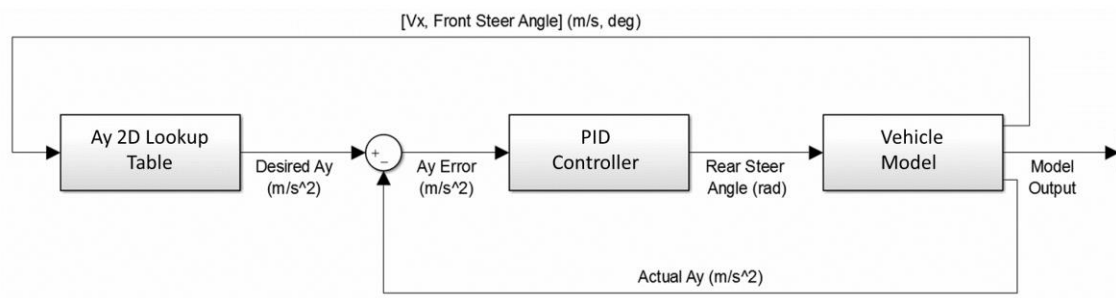 [Vx, Front Steer Angle] (m/s, deg)
Ay 2D Lookup
Table
Desired Ay
(m/s^2)
+
−
Ay Error
(m/s^2)
PID
Controller
Rear Steer
Angle (rad)
Vehicle
Model
Model
Output
Actual Ay (m/s^2)